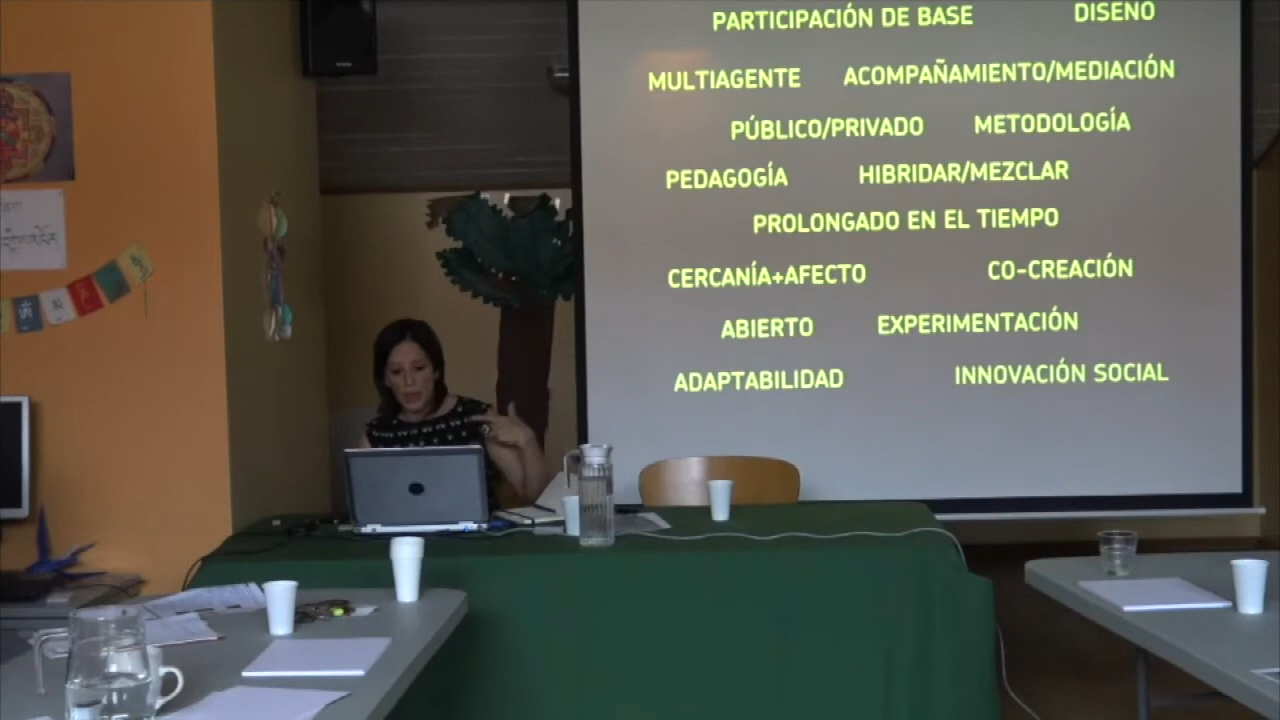 PARTICIPACIÓN DE BASE DISEÑO
MULTIAGENTE ACOMPAÑAMIENTO/MEDIACIÓN
PÚBLICO/PRIVADO METODOLOGÍA
PEDAGOGÍA HIBRIDAR/MEZCLAR
PROLONGADO EN EL TIEMPO
CERCANÍA+AFECTO CO-CREACIÓN
ABIERTO EXPERIMENTACIÓN
ADAPTABILIDAD INNOVACIÓN SOCIAL